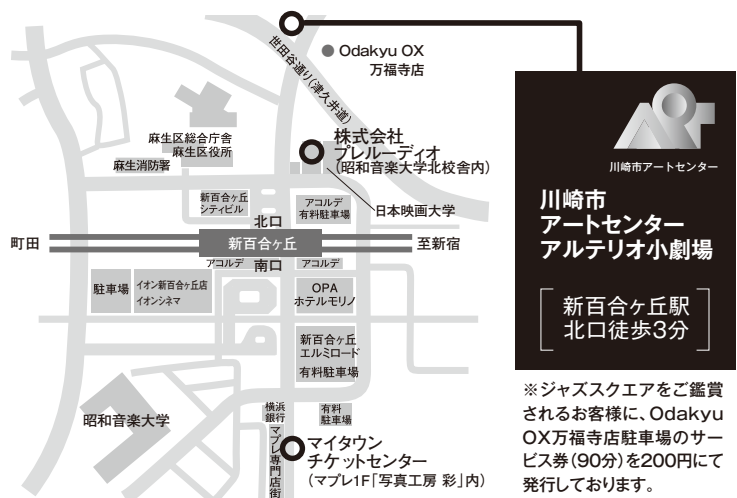 世田谷通り(津久井道)
Odakyu OX
万福寺店
麻生区総合庁舎
麻生区役所
麻生消防署
株式会社
プレルーディオ
(昭和音楽大学北校舎内)
新百合ヶ丘
シティビル
アコルデ
有料駐車場
日本映画大学
北口
町田
新百合ヶ丘
至新宿
アコルデ
南口
アコルデ
駐車場
イオン新百合ヶ丘店
イオンシネマ
OPA
ホテルモリノ
新百合ヶ丘
エルミロード
有料駐車場
昭和音楽大学
横浜
銀行
有料
駐車場
マプレ専門店街
マイタウン
チケットセンター
(マプレ1F「写真工房 彩」内)
Art
川崎市アートセンター
川崎市
アートセンター
アルテリオ小劇場
新百合ヶ丘駅
北口徒歩3分
※ジャズスクエアをご鑑賞
されるお客様に、Odakyu
OX万福寺店駐車場のサー
ビス券(90分)を200円にて
発行しております。